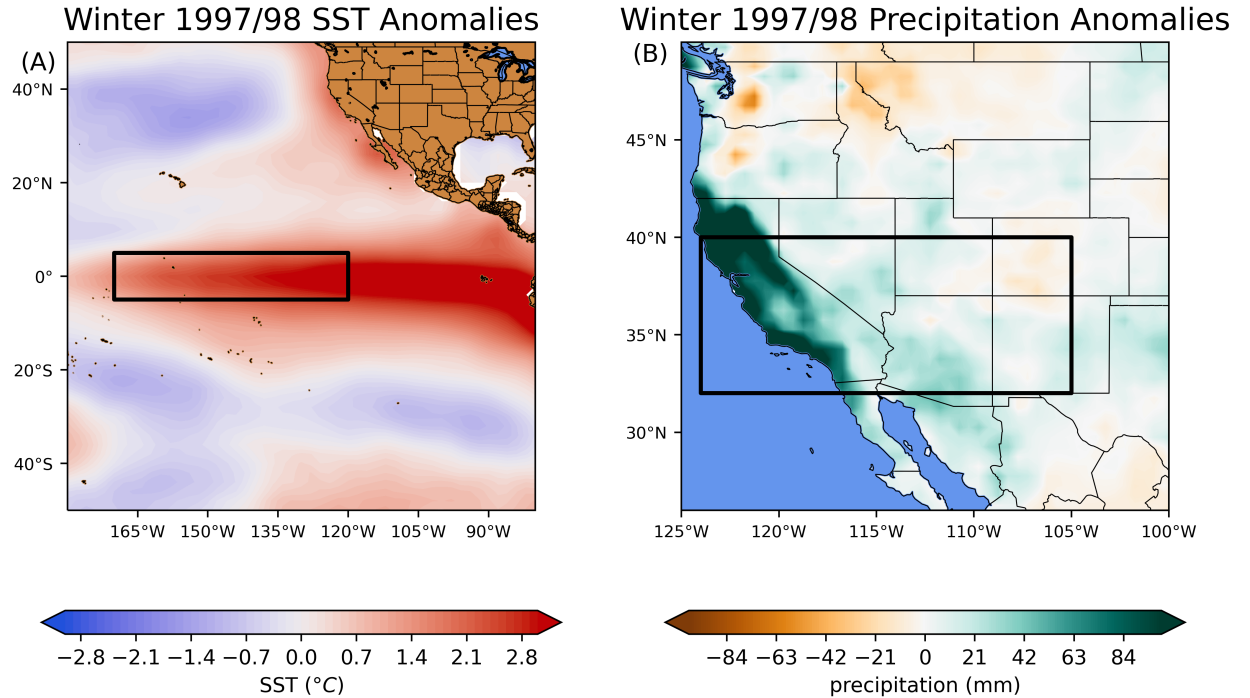 Winter 1997/98 SST Anomalies
(A)
40°N
20°N
0°
20°S
40°S
165°W 150°W 135°W 120°W 105°W 90°W
−2.8 −2.1 −1.4 −0.7 0.0 0.7 1.4 2.1 2.8
SST (°C)
Winter 1997/98 Precipitation Anomalies
(B)
45°N
40°N
35°N
30°N
125°W 120°W 115°W 110°W 105°W 100°W
−84 −63 −42 −21 0 21 42 63 84
precipitation (mm)